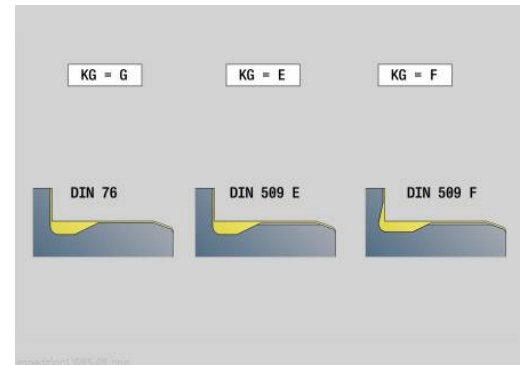 KG = G
KG = E
KG = F
DIN 76
DIN 509 E
DIN 509 F